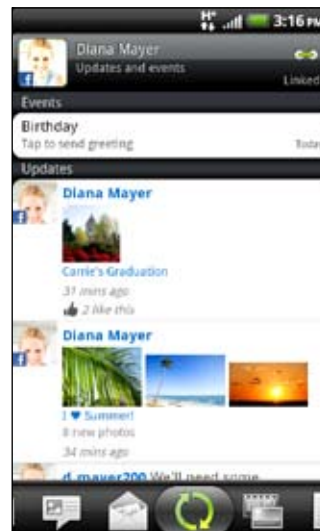 H
3:16 PM
Diana Mayer
Updates and events
Linked
Events
Birthday
Tap to send greeting
Today
Updates
Diana Mayer
Carrie's Graduation
31 mins ago
2 like this
Diana Mayer
I ♥ Summer!
8 new photos
34 mins ago
d.mayer200 We'll need some